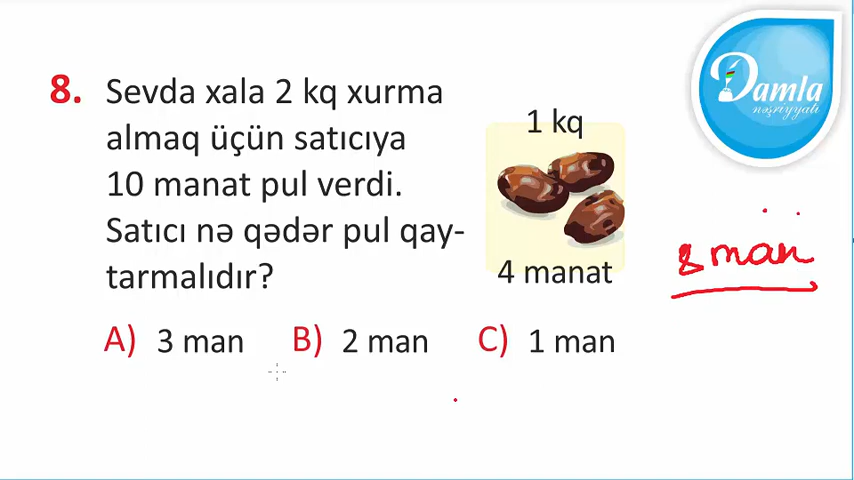 Damla
nəşriyyatı
8. Sevda xala 2 kq xurma
almaq üçün satıcıya
10 manat pul verdi.
Satıcı nə qədər pul qay-
tarmalıdır?
1 kq
4 manat
8 man
A) 3 man B) 2 man C) 1 man